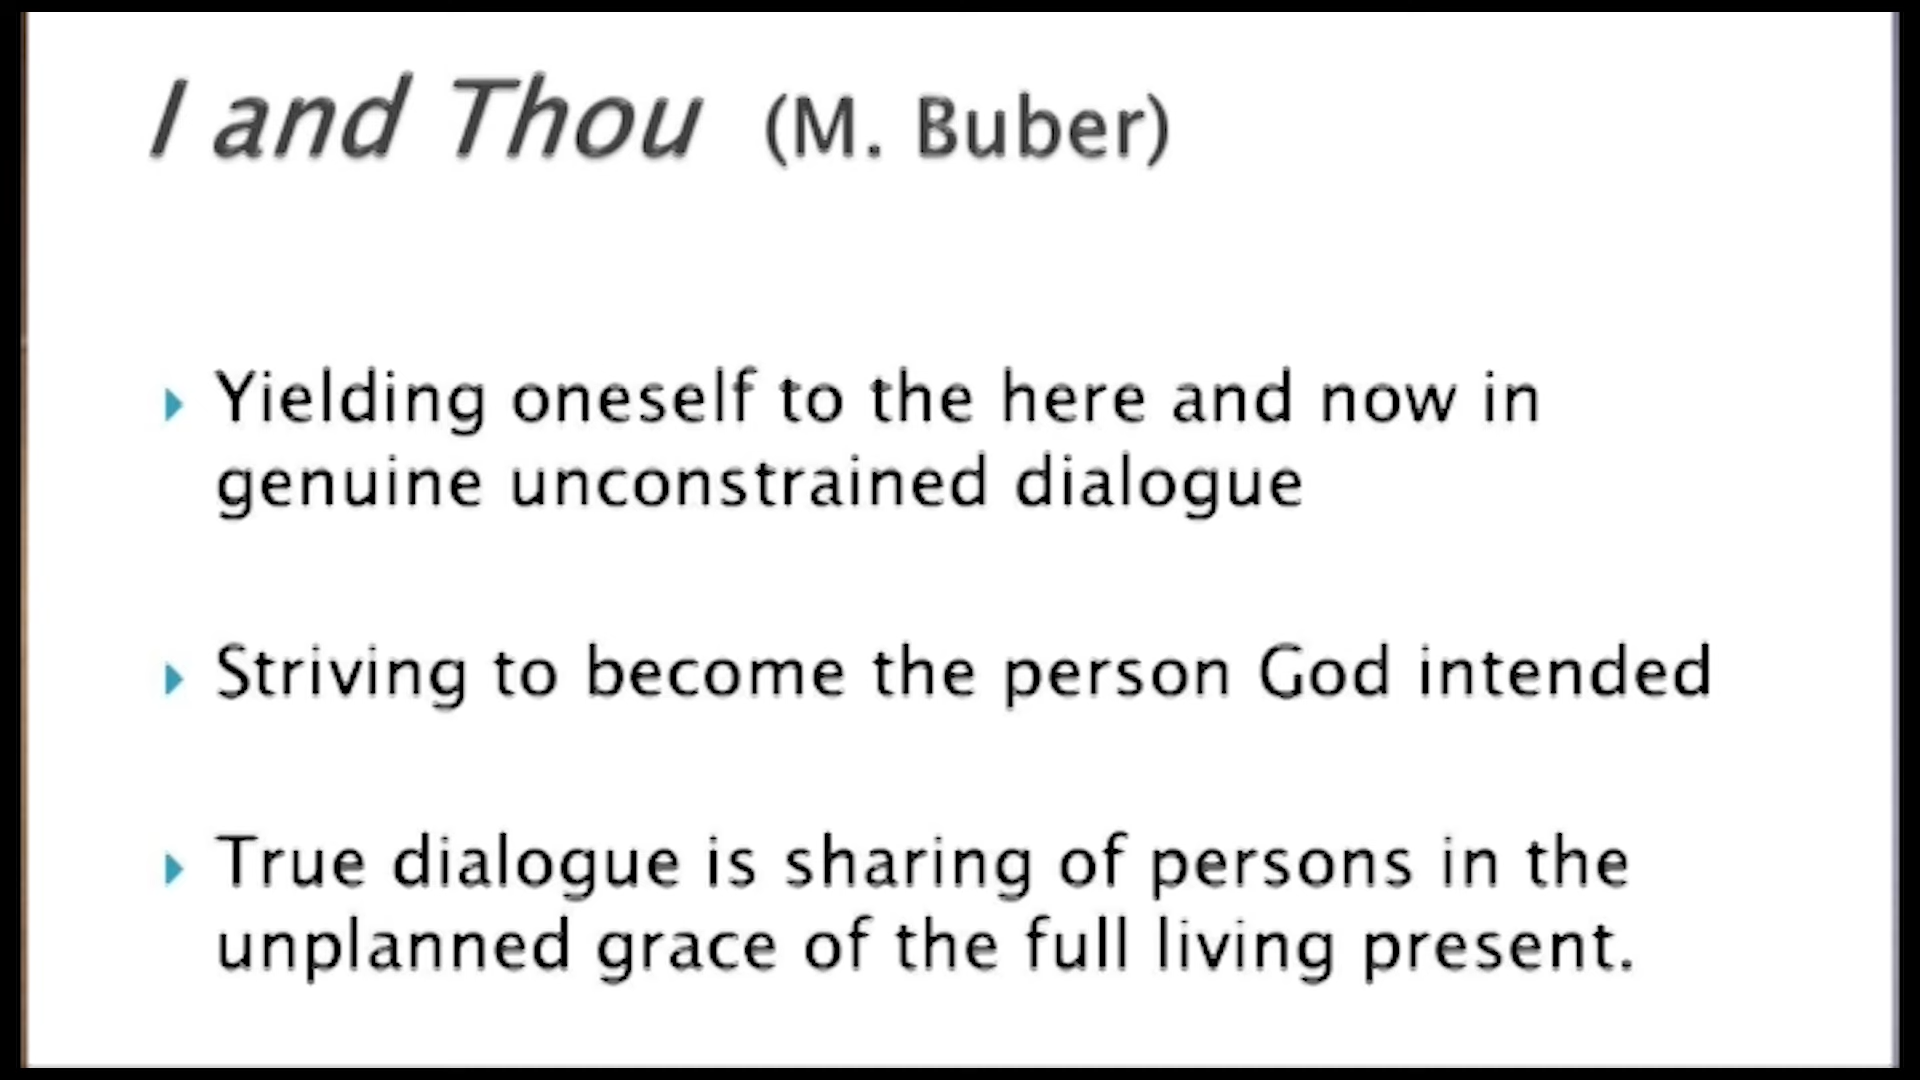 I and Thou (M. Buber)
Yielding oneself to the here and now in
genuine unconstrained dialogue
Striving to become the person God intended
True dialogue is sharing of persons in the
unplanned grace of the full living present.